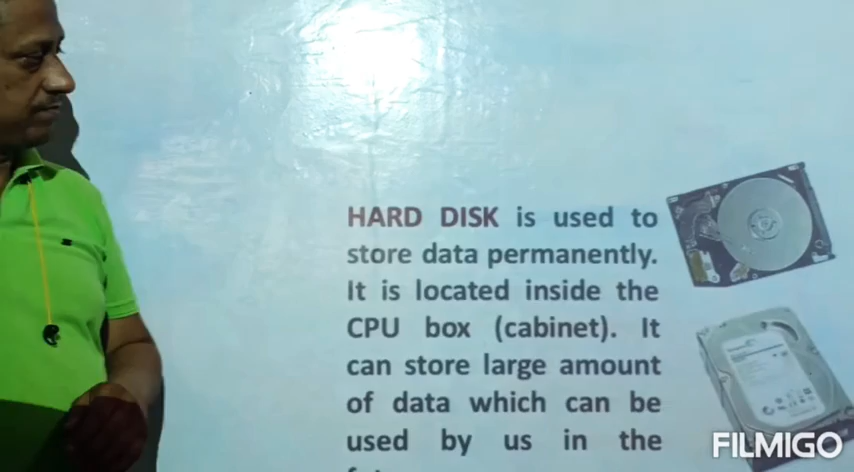 HARD DISK is used to
store data permanently.
It is located inside the
CPU box (cabinet). It
can store large amount
of data which can be
used by us in the
FILMIGO